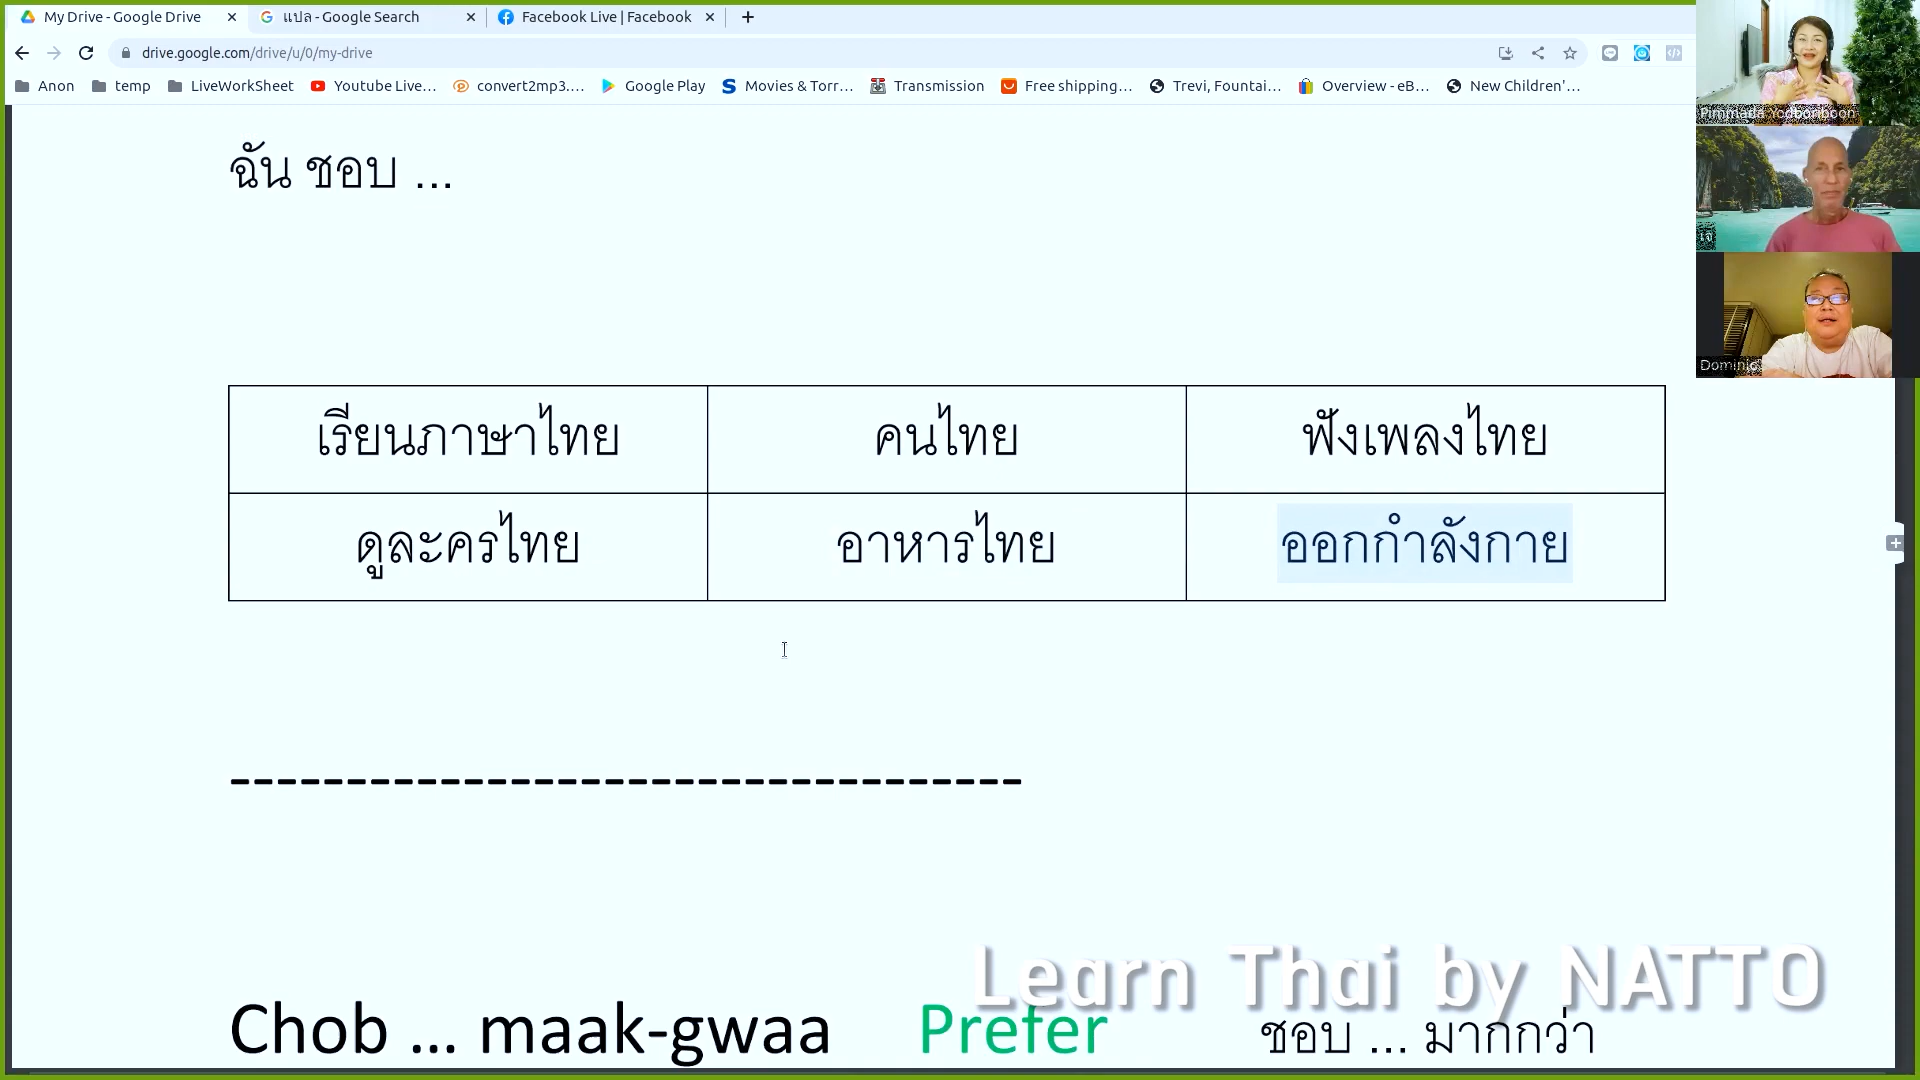 My Drive - Google Drive
แปล - Google Search
Facebook Live | Facebook
drive.google.com/drive/u/0/my-drive
Anon temp LiveWorkSheet Youtube Live... convert2mp3.... Google Play Movies & Torr... Transmission Free shipping... Trevi, Fountai... Overview - eB... New Children'...
ฉัน ชอบ ...
เรียนภาษาไทย คนไทย ฟังเพลงไทย
ดูละครไทย อาหารไทย ออกกำลังกาย
---------------------------------
Learn Thai by NATTO
Chob ... maak-gwaa Prefer ชอบ ... มากกว่า
Dominic